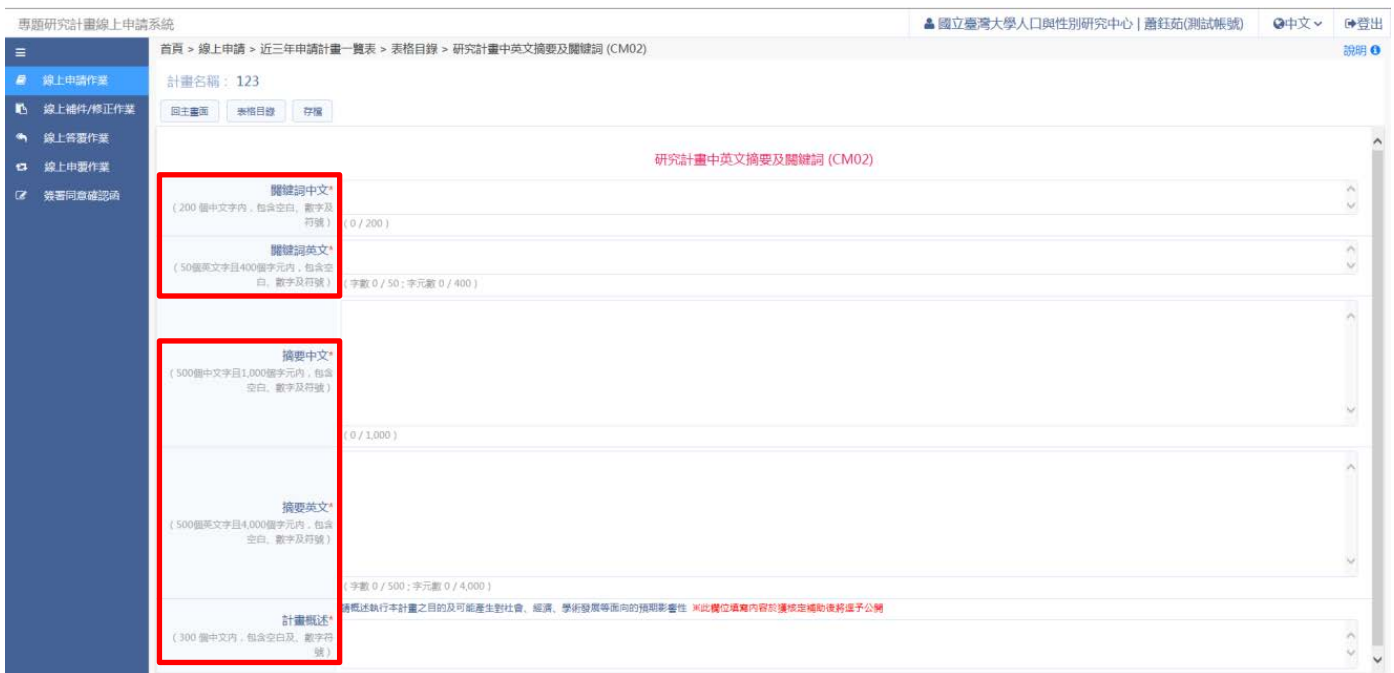 專題研究計畫線上申請系統
國立臺灣大學人口與性別研究中心 | 蕭鈺茹(測試帳號)
中文
登出
首頁 > 線上申請 > 近三年申請計畫一覽表 > 表格目錄 > 研究計畫中英文摘要及關鍵詞 (CM02)
說明
線上申請作業
線上補件/修正作業
線上答覆作業
線上申覆作業
簽署同意確認函
計畫名稱： 123
回主畫面
表格目錄
存檔
研究計畫中英文摘要及關鍵詞 (CM02)
關鍵詞中文*
( 200 個中文字內，包含空白、數字及
符號 )
( 0 / 200 )
關鍵詞英文*
( 50個英文字且400個字元內，包含空
白、數字及符號 )
( 字數 0 / 50 ; 字元數 0 / 400 )
摘要中文*
( 500個中文字且1,000個字元內，包含
空白、數字及符號 )
( 0 / 1,000 )
摘要英文*
( 500個英文字且4,000個字元內，包含
空白、數字及符號 )
( 字數 0 / 500 ; 字元數 0 / 4,000 )
請概述執行本計畫之目的及可能產生對社會、經濟、學術發展等面向的預期影響性 ※此欄位填寫內容於獲核定補助後將逕予公開
計畫概述*
( 300 個中文內，包含空白及、數字符
號 )